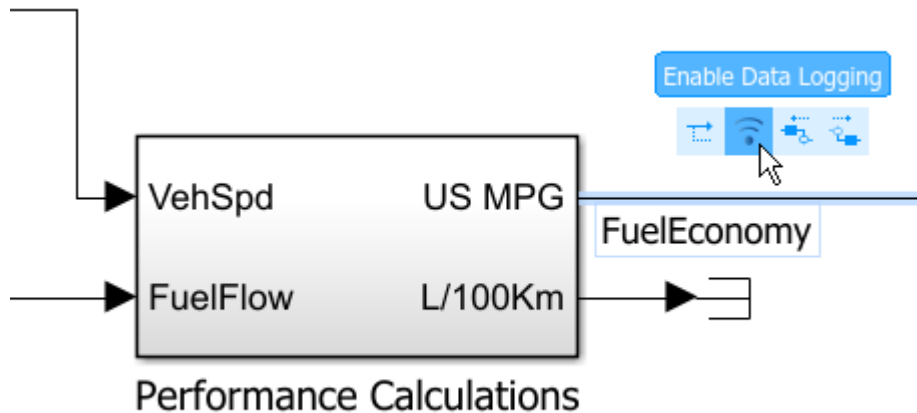 Enable Data Logging
VehSpd
US MPG
FuelEconomy
FuelFlow
L/100Km
Performance Calculations